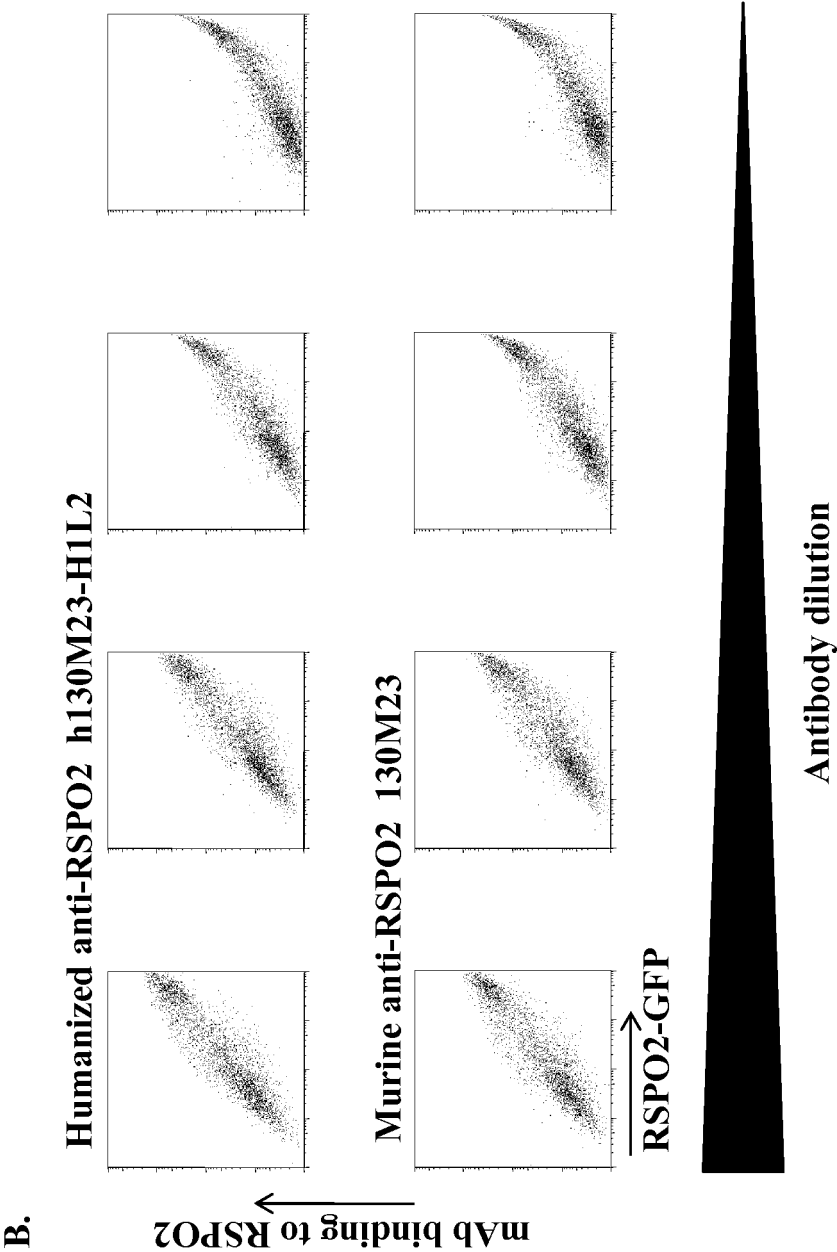 B.
Humanized anti-RSPO2 h130M23-H1L2
Murine anti-RSPO2 130M23
mAb binding to RSPO2
RSPO2-GFP
Antibody dilution